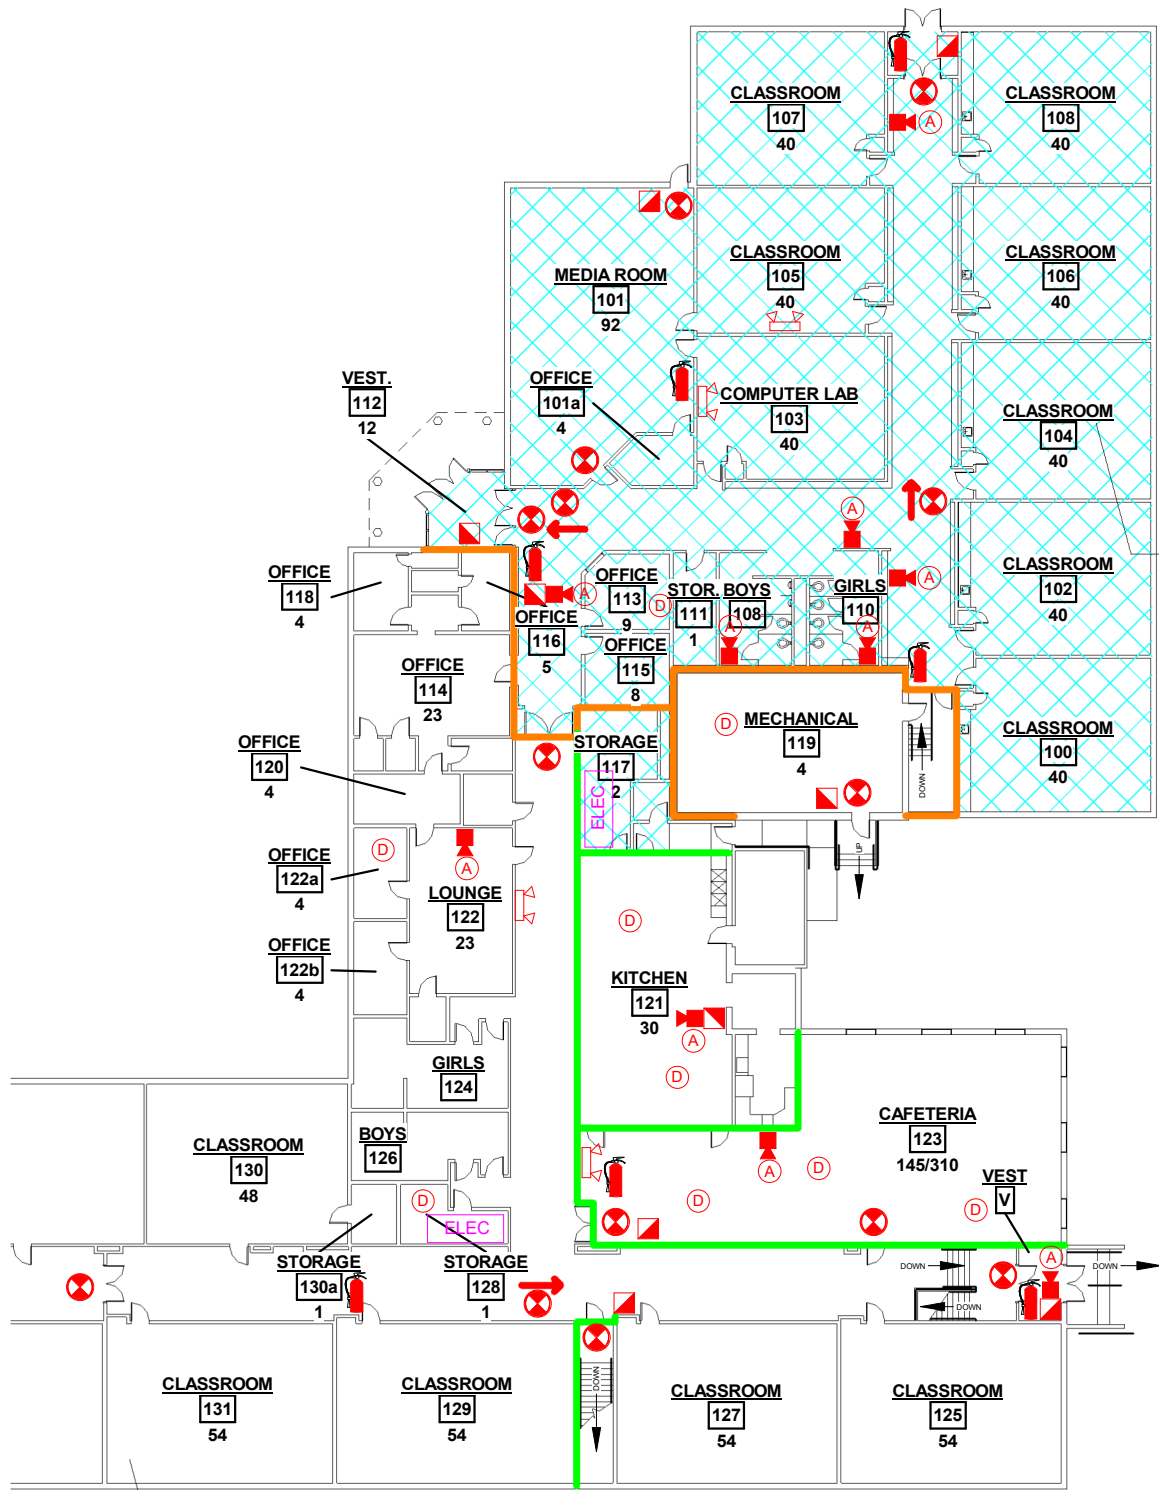 CLASSROOM
107
40
CLASSROOM
108
40
A
CLASSROOM
105
40
CLASSROOM
106
40
MEDIA ROOM
101
92
VEST.
112
12
OFFICE
101a
4
COMPUTER LAB
103
40
CLASSROOM
104
40
A
OFFICE
118
4
OFFICE
116
5
A
OFFICE
113
9
D
STOR.
111
1
BOYS
108
A
GIRLS
110
A
A
CLASSROOM
102
40
OFFICE
114
23
OFFICE
115
8
D
MECHANICAL
119
4
DOWN
CLASSROOM
100
40
OFFICE
120
4
STORAGE
117
2
ELEC
UP
OFFICE
122a
4
D
A
LOUNGE
122
23
D
OFFICE
122b
4
KITCHEN
121
30
A
D
GIRLS
124
CLASSROOM
130
48
BOYS
126
CAFETERIA
123
145/310
A
D
D
D
VEST
V
D
ELEC
STORAGE
130a
1
STORAGE
128
1
DOWN
DOWN
A
DOWN
DOWN
CLASSROOM
131
54
CLASSROOM
129
54
CLASSROOM
127
54
CLASSROOM
125
54